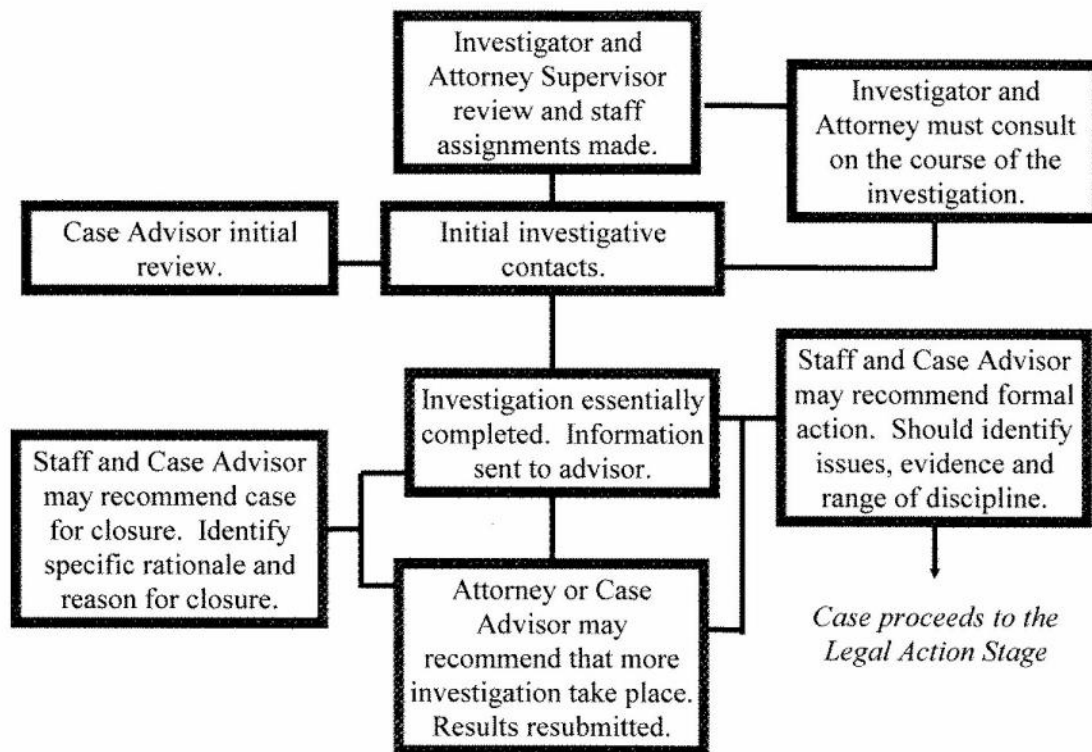 Investigator and
Attorney Supervisor
review and staff
assignments made.
Investigator and
Attorney must consult
on the course of the
investigation.
Case Advisor initial
review.
Initial investigative
contacts.
Investigation essentially
completed. Information
sent to advisor.
Staff and Case Advisor
may recommend formal
action. Should identify
issues, evidence and
range of discipline.
Staff and Case Advisor
may recommend case
for closure. Identify
specific rationale and
reason for closure.
Attorney or Case
Advisor may
recommend that more
investigation take place.
Results resubmitted.
Case proceeds to the
Legal Action Stage